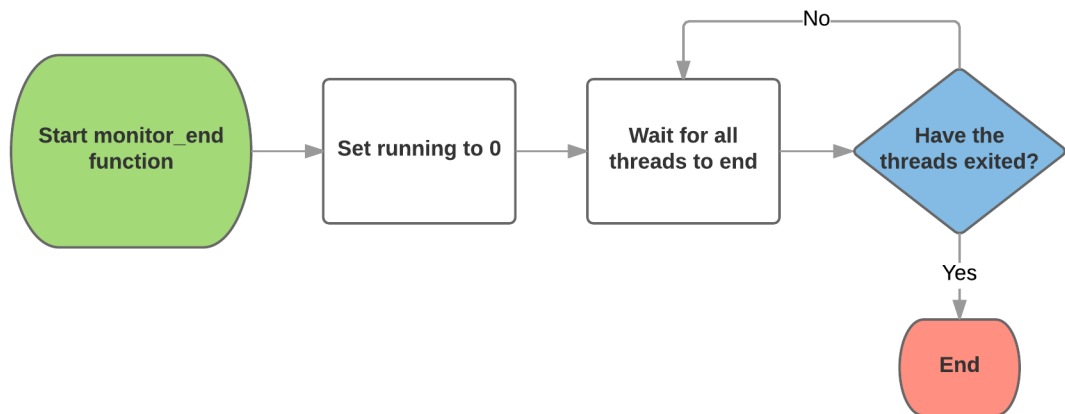 No
Start monitor_end
function
Set running to 0
Wait for all
threads to end
Have the
threads exited?
Yes
End